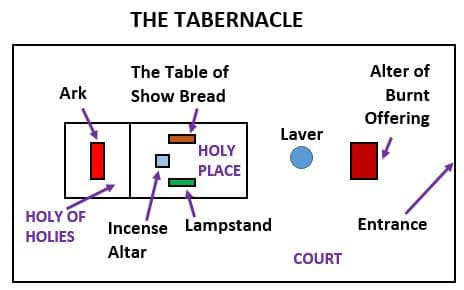 THE TABERNACLE
The Table of
Show Bread
Alter of
Burnt
Offering
Ark
Laver
HOLY
PLACE
HOLY OF
HOLIES
Incense
Altar
Lampstand
Entrance
COURT